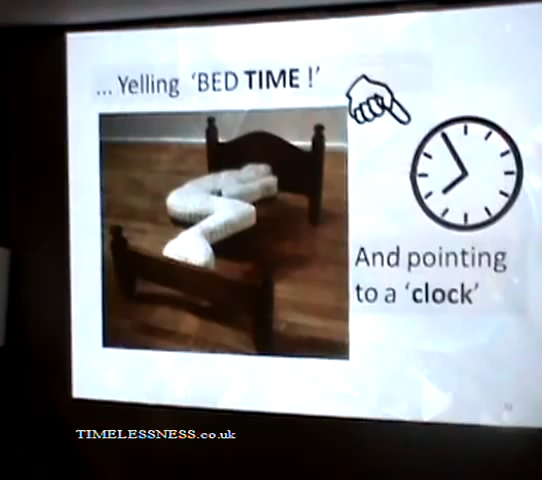 ... Yelling 'BED TIME !'
And pointing
to a 'clock'
TIMELESSNESS.co.uk